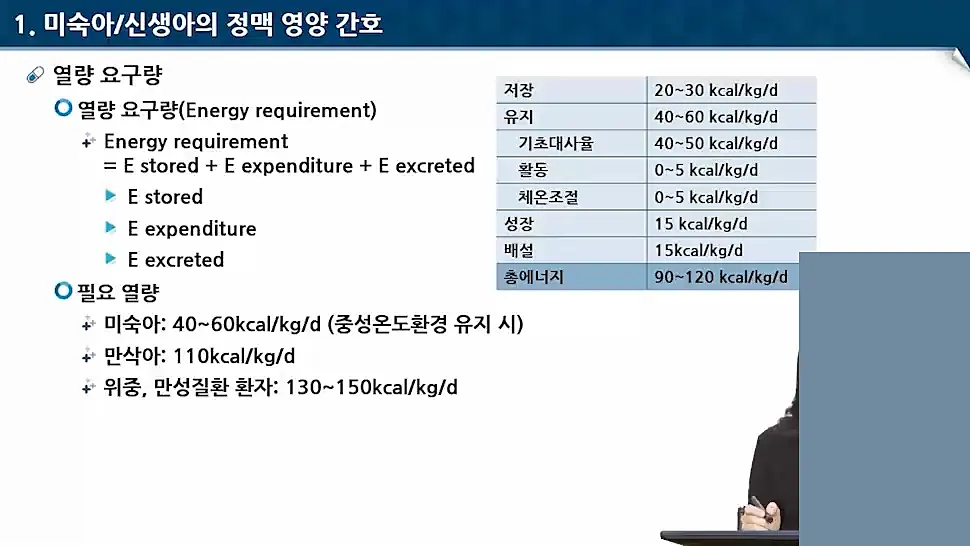 1. 미숙아/신생아의 정맥 영양 간호
열량 요구량
열량 요구량(Energy requirement)
Energy requirement
= E stored + E expenditure + E excreted
E stored
E expenditure
E excreted
필요 열량
미숙아: 40~60kcal/kg/d (중성온도환경 유지 시)
만삭아: 110kcal/kg/d
위중, 만성질환 환자: 130~150kcal/kg/d
저장 20~30 kcal/kg/d
유지 40~60 kcal/kg/d
기초대사율 40~50 kcal/kg/d
활동 0~5 kcal/kg/d
체온조절 0~5 kcal/kg/d
성장 15 kcal/kg/d
배설 15kcal/kg/d
총에너지 90~120 kcal/kg/d